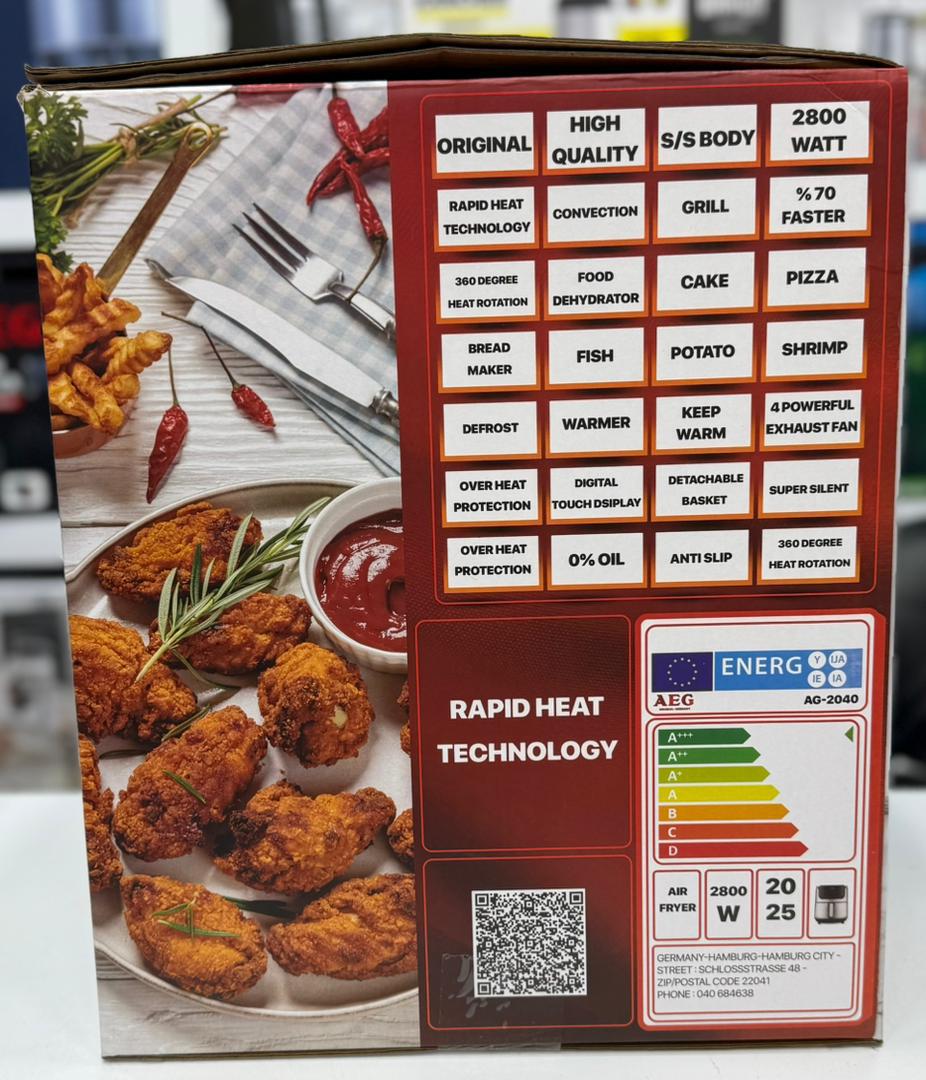 ORIGINAL
HIGH
QUALITY
S/S BODY
2800
WATT
RAPID HEAT
TECHNOLOGY
CONVECTION
GRILL
%70
FASTER
360 DEGREE
HEAT ROTATION
FOOD
DEHYDRATOR
CAKE
PIZZA
BREAD
MAKER
FISH
POTATO
SHRIMP
DEFROST
WARMER
KEEP
WARM
4 POWERFUL
EXHAUST FAN
OVER HEAT
PROTECTION
DIGITAL
TOUCH DSIPLAY
DETACHABLE
BASKET
SUPER SILENT
OVER HEAT
PROTECTION
0% OIL
ANTI SLIP
360 DEGREE
HEAT ROTATION
RAPID HEAT
TECHNOLOGY
ENERG
Y
IJA
IE
IA
AEG
AG-2040
A+++
A++
A+
A
B
C
D
AIR
FRYER
2800
W
20
25
GERMANY-HAMBURG-HAMBURG CITY -
STREET : SCHLOSSSTRASSE 48 -
ZIP/POSTAL CODE 22041
PHONE : 040 684638